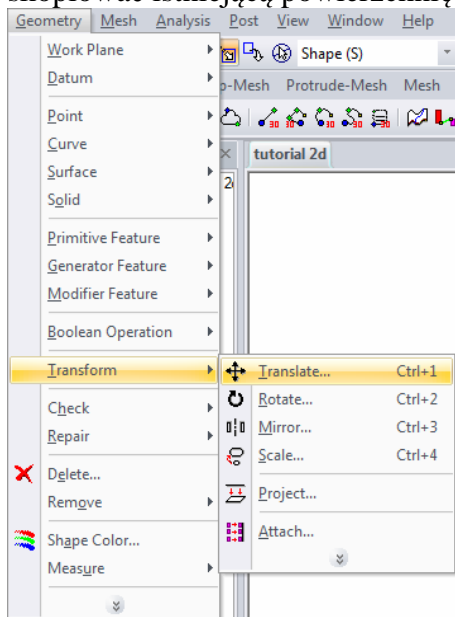 skopiować istniejącą powierzchnię
Geometry Mesh Analysis Post View Window Help
Work Plane
Shape (S)
Datum
o-Mesh Protrude-Mesh Mesh
Point
Curve
tutorial 2d
Surface
Solid
Primitive Feature
Generator Feature
Modifier Feature
Boolean Operation
Transform
Translate... Ctrl+1
Rotate... Ctrl+2
Check
Mirror... Ctrl+3
Repair
Scale... Ctrl+4
Delete...
Project...
Remove
Attach...
Shape Color...
Measure